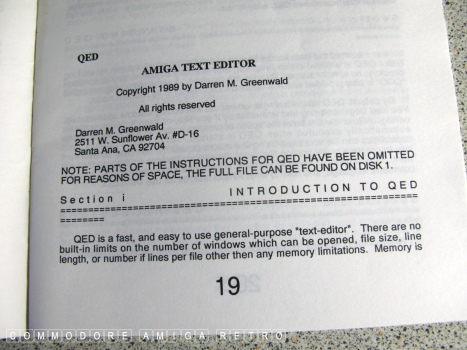 QED
AMIGA TEXT EDITOR
Copyright 1989 by Darren M. Greenwald
All rights reserved
Darren M. Greenwald
2511 W. Sunflower Av. #D-16
Santa Ana, CA 92704
NOTE: PARTS OF THE INSTRUCTIONS FOR QED HAVE BEEN OMITTED
FOR REASONS OF SPACE, THE FULL FILE CAN BE FOUND ON DISK 1.
Section i INTRODUCTION TO QED
QED is a fast, and easy to use general-purpose "text-editor". There are no
built-in limits on the number of windows which can be opened, file size, line
length, or number if lines per file other then any memory limitations. Memory is
19
COMMODORE AMIGA RETRO